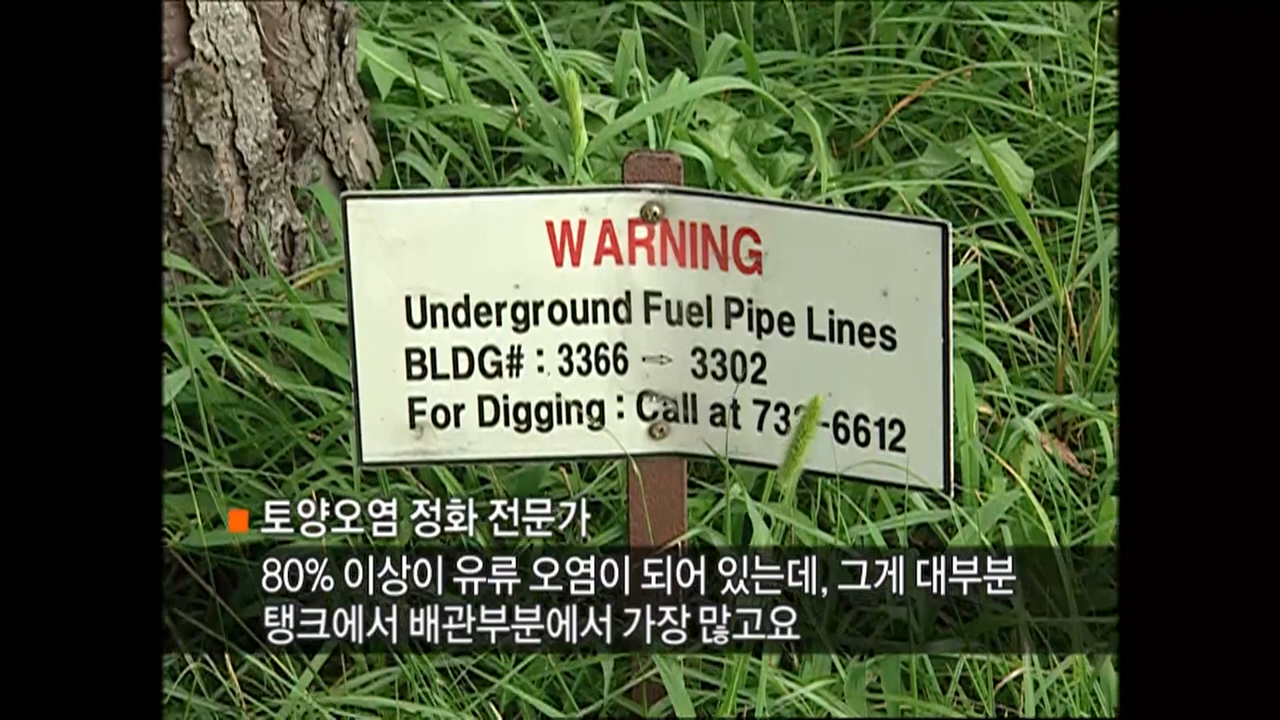 WARNING
Underground Fuel Pipe Lines
BLDG# : 3366 ⇨ 3302
For Digging : Call at
토양오염 정화 전문가
80% 이상이 유류 오염이 되어 있는데, 그게 대부분
탱크에서 배관부분에서 가장 많고요